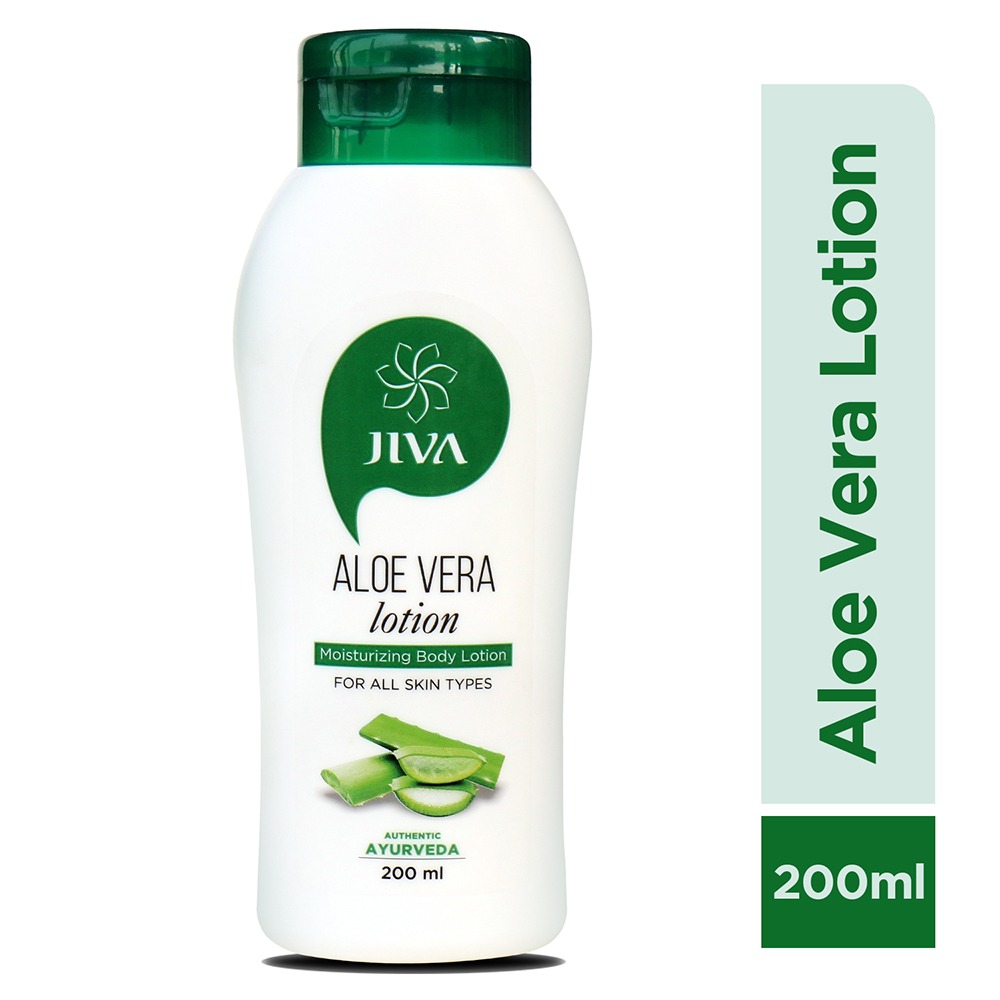 JIVA
ALOE VERA
lotion
Moisturizing Body Lotion
FOR ALL SKIN TYPES
AUTHENTIC
AYURVEDA
200 ml
Aloe Vera Lotion
200ml